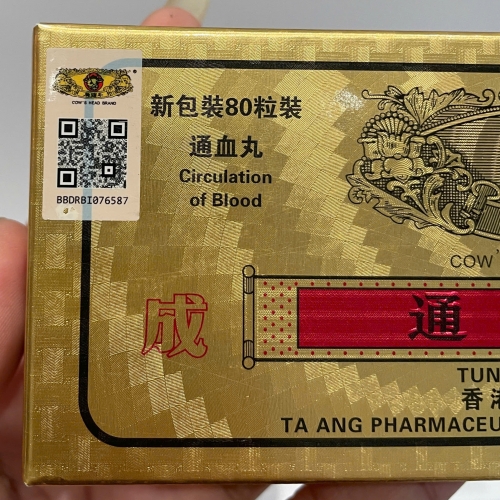 COW'S HEAD BRAND
BBDRBI076587
新包裝80粒裝
通血丸
Circulation
of Blood
COW'
成
通
TUN
香港
TA ANG PHARMACEU